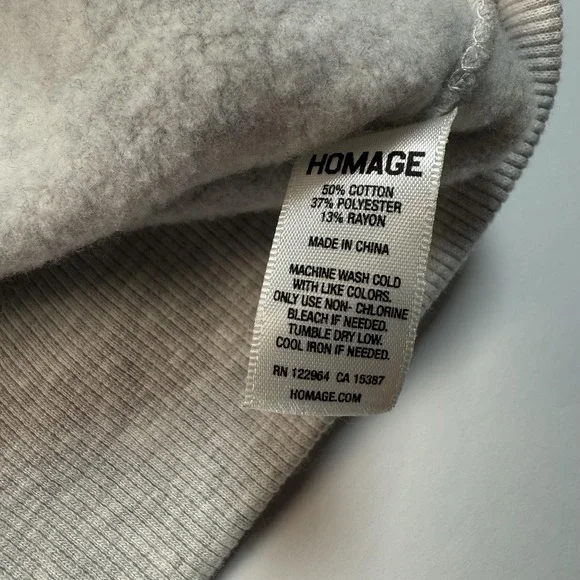 HOMAGE
50% COTTON
37% POLYESTER
13% RAYON
MADE IN CHINA
MACHINE WASH COLD
WITH LIKE COLORS.
ONLY USE NON- CHLORINE
BLEACH IF NEEDED.
TUMBLE DRY LOW.
COOL IRON IF NEEDED.
RN 122964 CA 15387
HOMAGE.COM